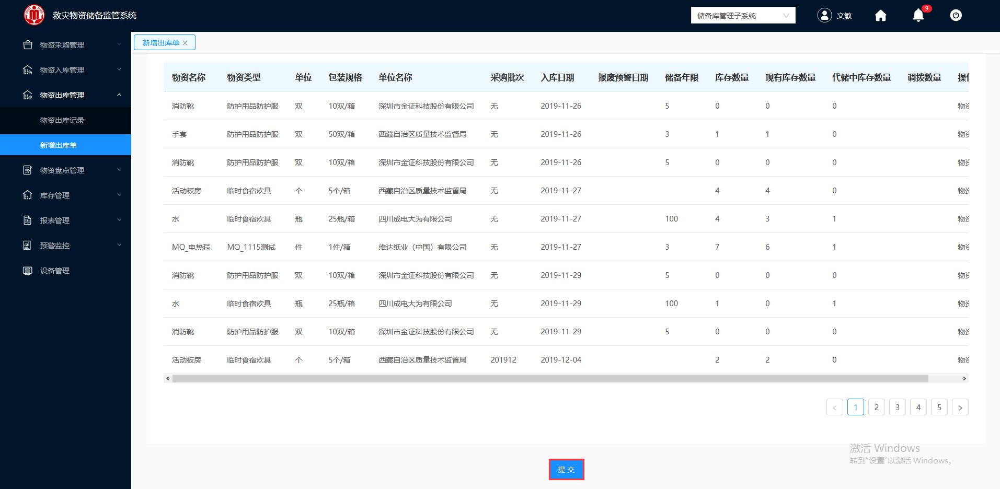 救灾物资储备监管系统
储备库管理子系统
文敏
9
物资采购管理
物资入库管理
物资出库管理
物资出库记录
新增出库单
物资盘点管理
库存管理
报表管理
预警监控
设备管理
新增出库单
物资名称 物资类型 单位 包装规格 单位名称 采购批次 入库日期 报废预警日期 储备年限 库存数量 现有库存数量 代储中库存数量 调拨数量
消防靴 防护用品防护服 双 10双/箱 深圳市金证科技股份有限公司 无 2019-11-26 5 0 0 0 物
手套 防护用品防护服 双 50双/箱 西藏自治区质量技术监督局 无 2019-11-26 3 1 1 0 物
消防靴 防护用品防护服 双 10双/箱 深圳市金证科技股份有限公司 无 2019-11-26 5 0 0 0 物
活动板房 临时食宿炊具 个 5个/箱 西藏自治区质量技术监督局 无 2019-11-27 4 4 0 物
水 临时食宿炊具 瓶 25瓶/箱 四川成电大为有限公司 无 2019-11-27 100 4 3 1 物
MQ_电热毯 MQ_1115测试 件 1件/箱 维达纸业（中国）有限公司 无 2019-11-27 3 7 6 1 物
消防靴 防护用品防护服 双 10双/箱 深圳市金证科技股份有限公司 无 2019-11-29 5 0 0 0 物
水 临时食宿炊具 瓶 25瓶/箱 四川成电大为有限公司 无 2019-11-29 100 1 0 1 物
消防靴 防护用品防护服 双 10双/箱 深圳市金证科技股份有限公司 无 2019-11-29 5 0 0 0 物
活动板房 临时食宿炊具 个 5个/箱 西藏自治区质量技术监督局 201912 2019-12-04 2 2 0 物
< 1 2 3 4 5 >
激活 Windows
转到“设置”以激活 Windows。
提交